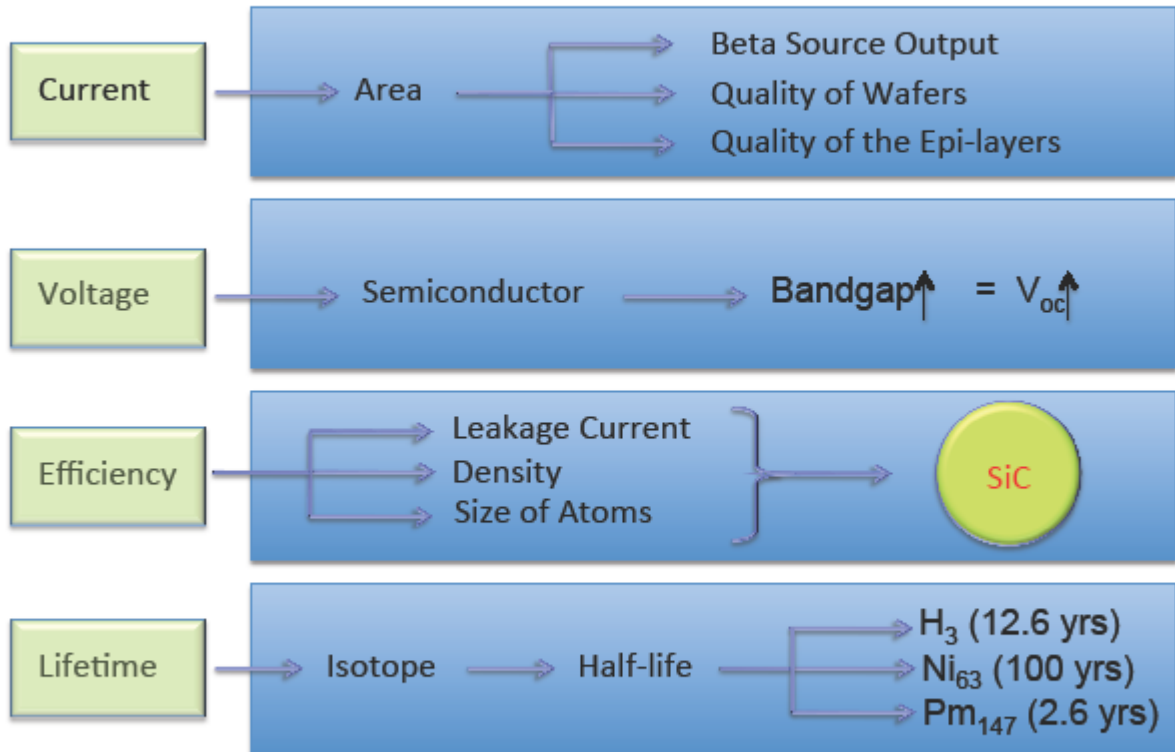 Current
Area
Beta Source Output
Quality of Wafers
Quality of the Epi-layers
Voltage
Semiconductor
Bandgap↑ = Voc↑
Efficiency
Leakage Current
Density
Size of Atoms
SiC
Lifetime
Isotope
Half-life
H₃ (12.6 yrs)
Ni₆₃ (100 yrs)
Pm₁₄₇ (2.6 yrs)